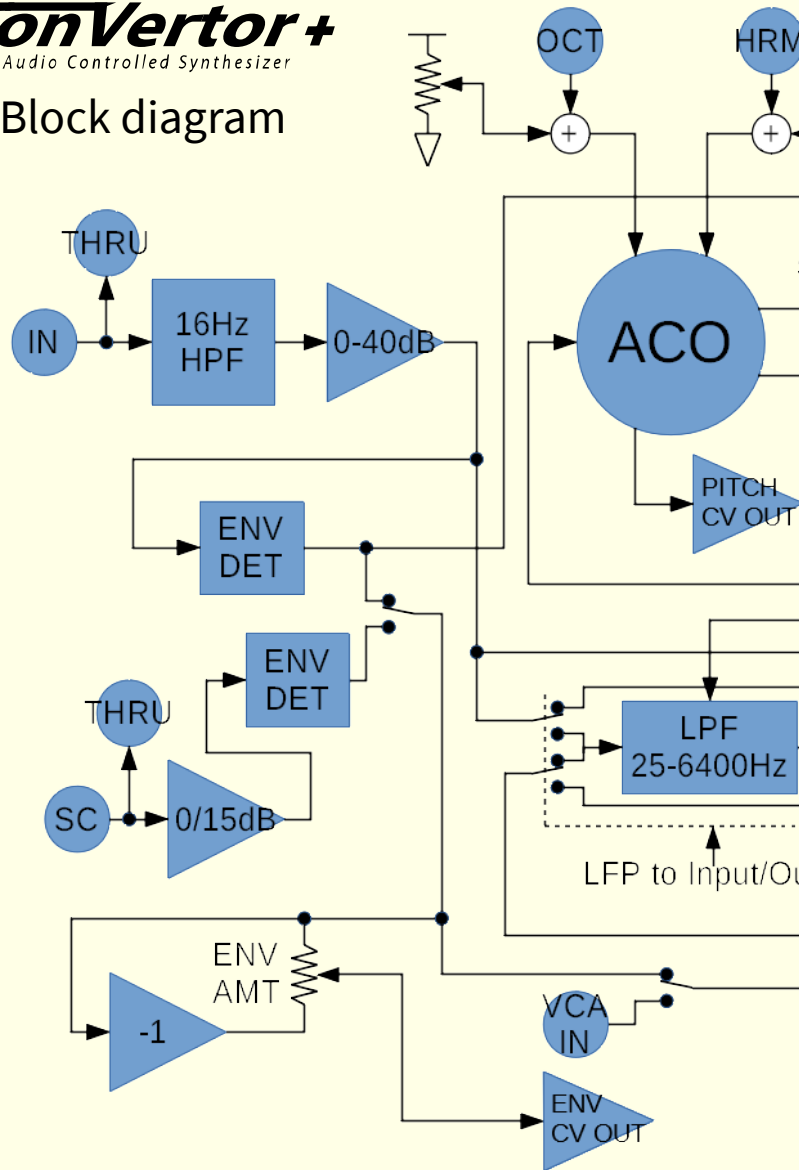 onVertor+
Audio Controlled Synthesizer
Block diagram
OCT
HRM
THRU
IN
16Hz
HPF
0-40dB
ACO
PITCH
CV OUT
ENV
DET
ENV
DET
THRU
SC
0/15dB
LPF
25-6400Hz
LFP to Input/Ou
ENV
AMT
-1
VCA
IN
ENV
CV OUT